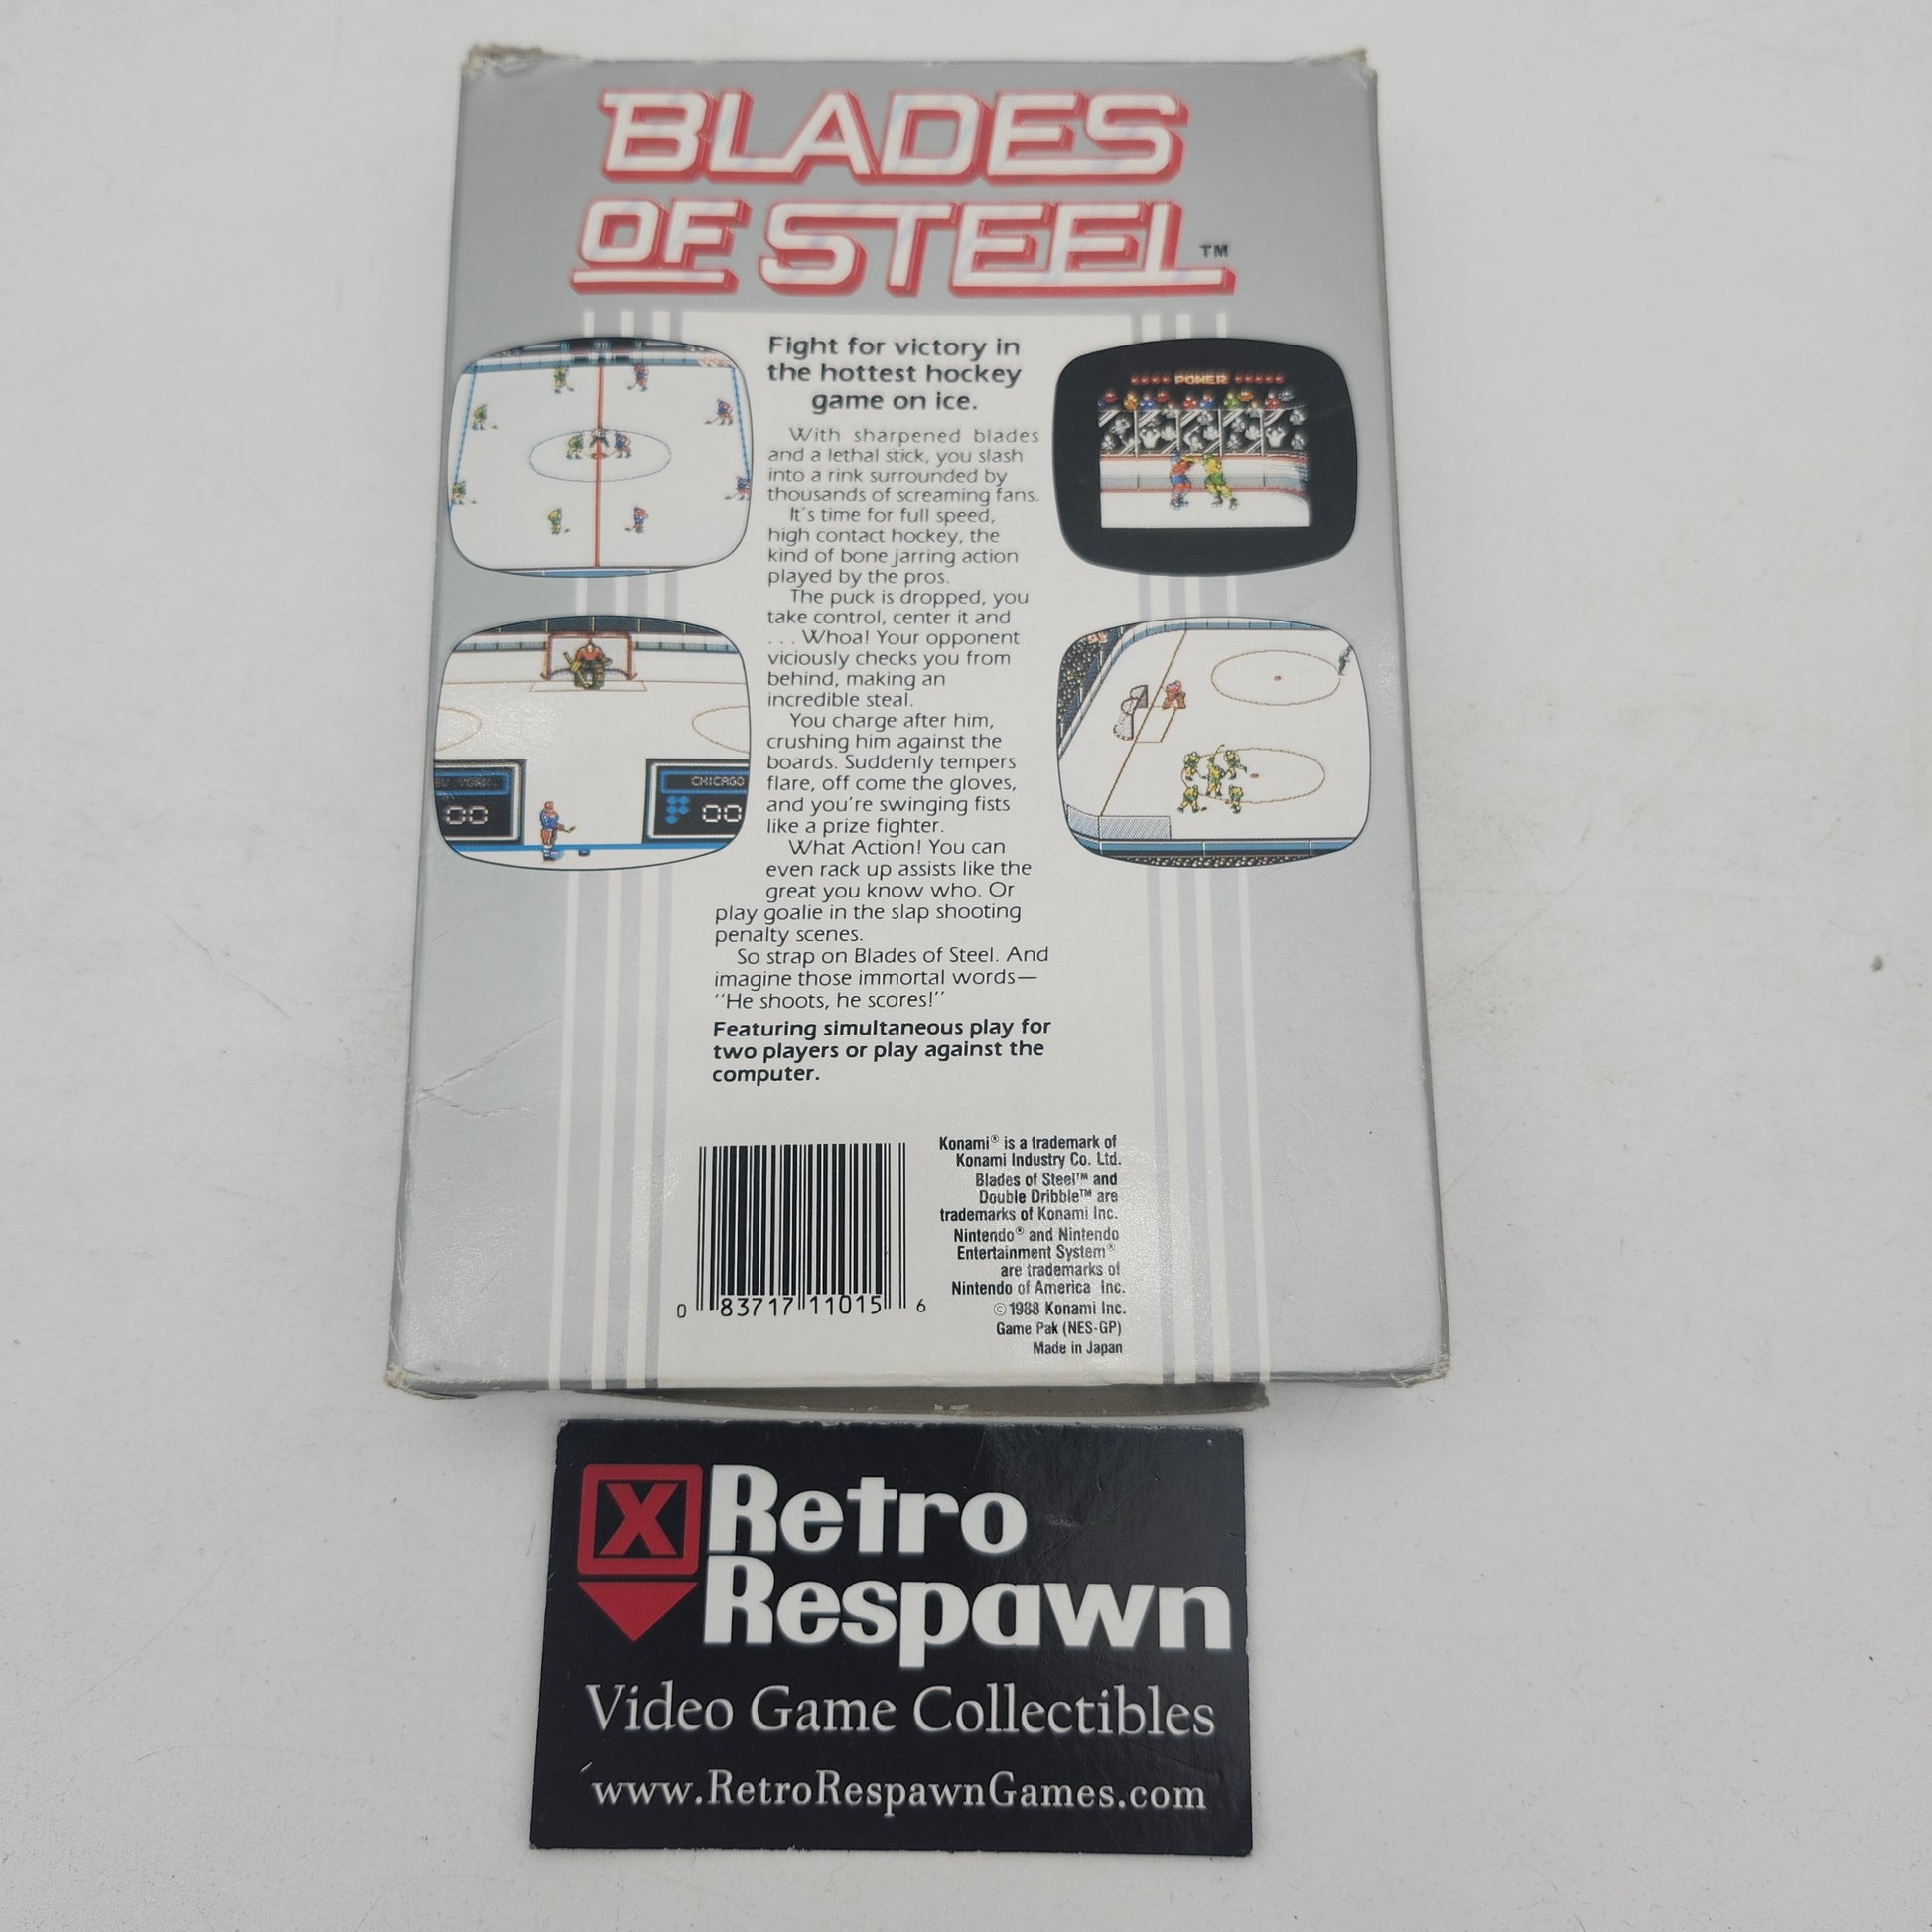 BLADES
OF STEEL™
Fight for victory in
the hottest hockey
game on ice.
With sharpened blades
and a lethal stick, you slash
into a rink surrounded by
thousands of screaming fans.
It's time for full speed,
high contact hockey, the
kind of bone jarring action
played by the pros.
The puck is dropped, you
take control, center it and
. . . Whoa! Your opponent
viciously checks you from
behind, making an
incredible steal.
You charge after him,
crushing him against the
boards. Suddenly tempers
flare, off come the gloves,
and you're swinging fists
like a prize fighter.
What Action! You can
even rack up assists like the
great you know who. Or
play goalie in the slap shooting
penalty scenes.
So strap on Blades of Steel. And
imagine those immortal words—
"He shoots, he scores!"
Featuring simultaneous play for
two players or play against the
computer.
POWER
00
CHICAGO
00
0 83717 11015 6
Konami® is a trademark of
Konami Industry Co. Ltd.
Blades of Steel™ and
Double Dribble™ are
trademarks of Konami Inc.
Nintendo® and Nintendo
Entertainment System®
are trademarks of
Nintendo of America Inc.
©1988 Konami Inc.
Game Pak (NES-GP)
Made in Japan
X Retro
Respawn
Video Game Collectibles
www.RetroRespawnGames.com